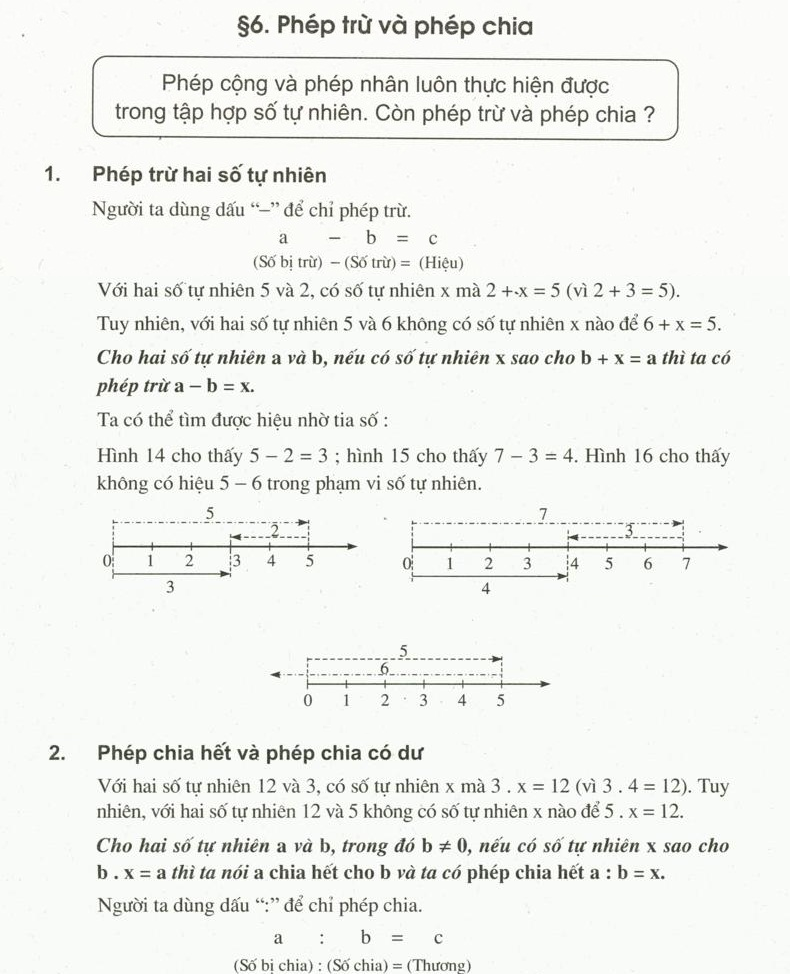 §6. Phép trừ và phép chia
Phép cộng và phép nhân luôn thực hiện được
trong tập hợp số tự nhiên. Còn phép trừ và phép chia ?
1. Phép trừ hai số tự nhiên
Người ta dùng dấu “–” để chỉ phép trừ.
a − b = c
(Số bị trừ) − (Số trừ) = (Hiệu)
Với hai số tự nhiên 5 và 2, có số tự nhiên x mà 2 + x = 5 (vì 2 + 3 = 5).
Tuy nhiên, với hai số tự nhiên 5 và 6 không có số tự nhiên x nào để 6 + x = 5.
Cho hai số tự nhiên a và b, nếu có số tự nhiên x sao cho b + x = a thì ta có
phép trừ a − b = x.
Ta có thể tìm được hiệu nhờ tia số :
Hình 14 cho thấy 5 − 2 = 3 ; hình 15 cho thấy 7 − 3 = 4. Hình 16 cho thấy
không có hiệu 5 − 6 trong phạm vi số tự nhiên.
5
2
0 1 2 3 4 5
3
7
3
0 1 2 3 4 5 6 7
4
5
6
0 1 2 3 4 5
2. Phép chia hết và phép chia có dư
Với hai số tự nhiên 12 và 3, có số tự nhiên x mà 3 . x = 12 (vì 3 . 4 = 12). Tuy
nhiên, với hai số tự nhiên 12 và 5 không có số tự nhiên x nào để 5 . x = 12.
Cho hai số tự nhiên a và b, trong đó b ≠ 0, nếu có số tự nhiên x sao cho
b . x = a thì ta nói a chia hết cho b và ta có phép chia hết a : b = x.
Người ta dùng dấu “:” để chỉ phép chia.
a : b = c
(Số bị chia) : (Số chia) = (Thương)